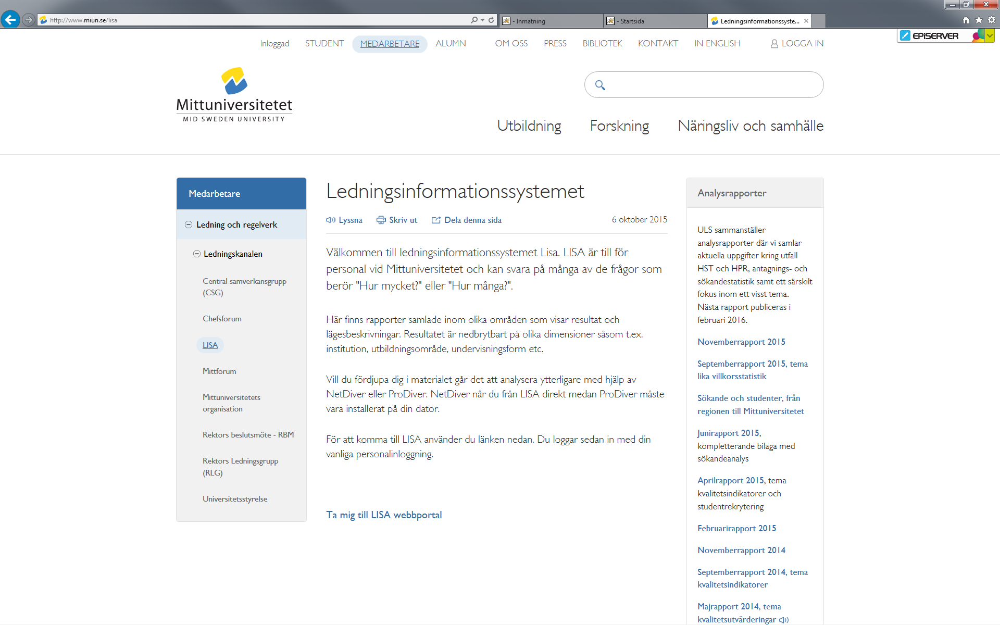 http://www.miun.se/lisa
- Inmatning
- Startsida
Ledningsinformationssyste...
EPISERVER
Inloggad STUDENT MEDARBETARE ALUMN OM OSS PRESS BIBLIOTEK KONTAKT IN ENGLISH LOGGA IN
Mittuniversitetet
MID SWEDEN UNIVERSITY
Utbildning Forskning Näringsliv och samhälle
Medarbetare
Ledning och regelverk
Ledningskanalen
Central samverkansgrupp
(CSG)
Chefsforum
LISA
Mittforum
Mittuniversitetets
organisation
Rektors beslutsmöte - RBM
Rektors Ledningsgrupp
(RLG)
Universitetsstyrelse
Ledningsinformationssystemet
Lyssna Skriv ut Dela denna sida 6 oktober 2015
Välkommen till ledningsinformationssystemet Lisa. LISA är till för
personal vid Mittuniversitetet och kan svara på många av de frågor som
berör "Hur mycket?" eller "Hur många?".
Här finns rapporter samlade inom olika områden som visar resultat och
lägesbeskrivningar. Resultatet är nedbrytbart på olika dimensioner såsom t.ex.
institution, utbildningsområde, undervisningsform etc.
Vill du fördjupa dig i materialet går det att analysera ytterligare med hjälp av
NetDiver eller ProDiver. NetDiver når du från LISA direkt medan ProDiver måste
vara installerat på din dator.
För att komma till LISA använder du länken nedan. Du loggar sedan in med din
vanliga personalinloggning.
Ta mig till LISA webbportal
Analysrapporter
ULS sammanställer
analysrapporter där vi samlar
aktuella uppgifter kring utfall
HST och HPR, antagnings- och
sökandestatistik samt ett särskilt
fokus inom ett visst tema.
Nästa rapport publiceras i
februari 2016.
Novemberrapport 2015
Septemberrapport 2015, tema
lika villkorsstatistik
Sökande och studenter, från
regionen till Mittuniversitetet
Junirapport 2015,
kompletterande bilaga med
sökandeanalys
Aprilrapport 2015, tema
kvalitetsindikatorer och
studentrekrytering
Februarirapport 2015
Novemberrapport 2014
Septemberrapport 2014, tema
kvalitetsindikatorer
Majrapport 2014, tema
kvalitetsutvärderingar